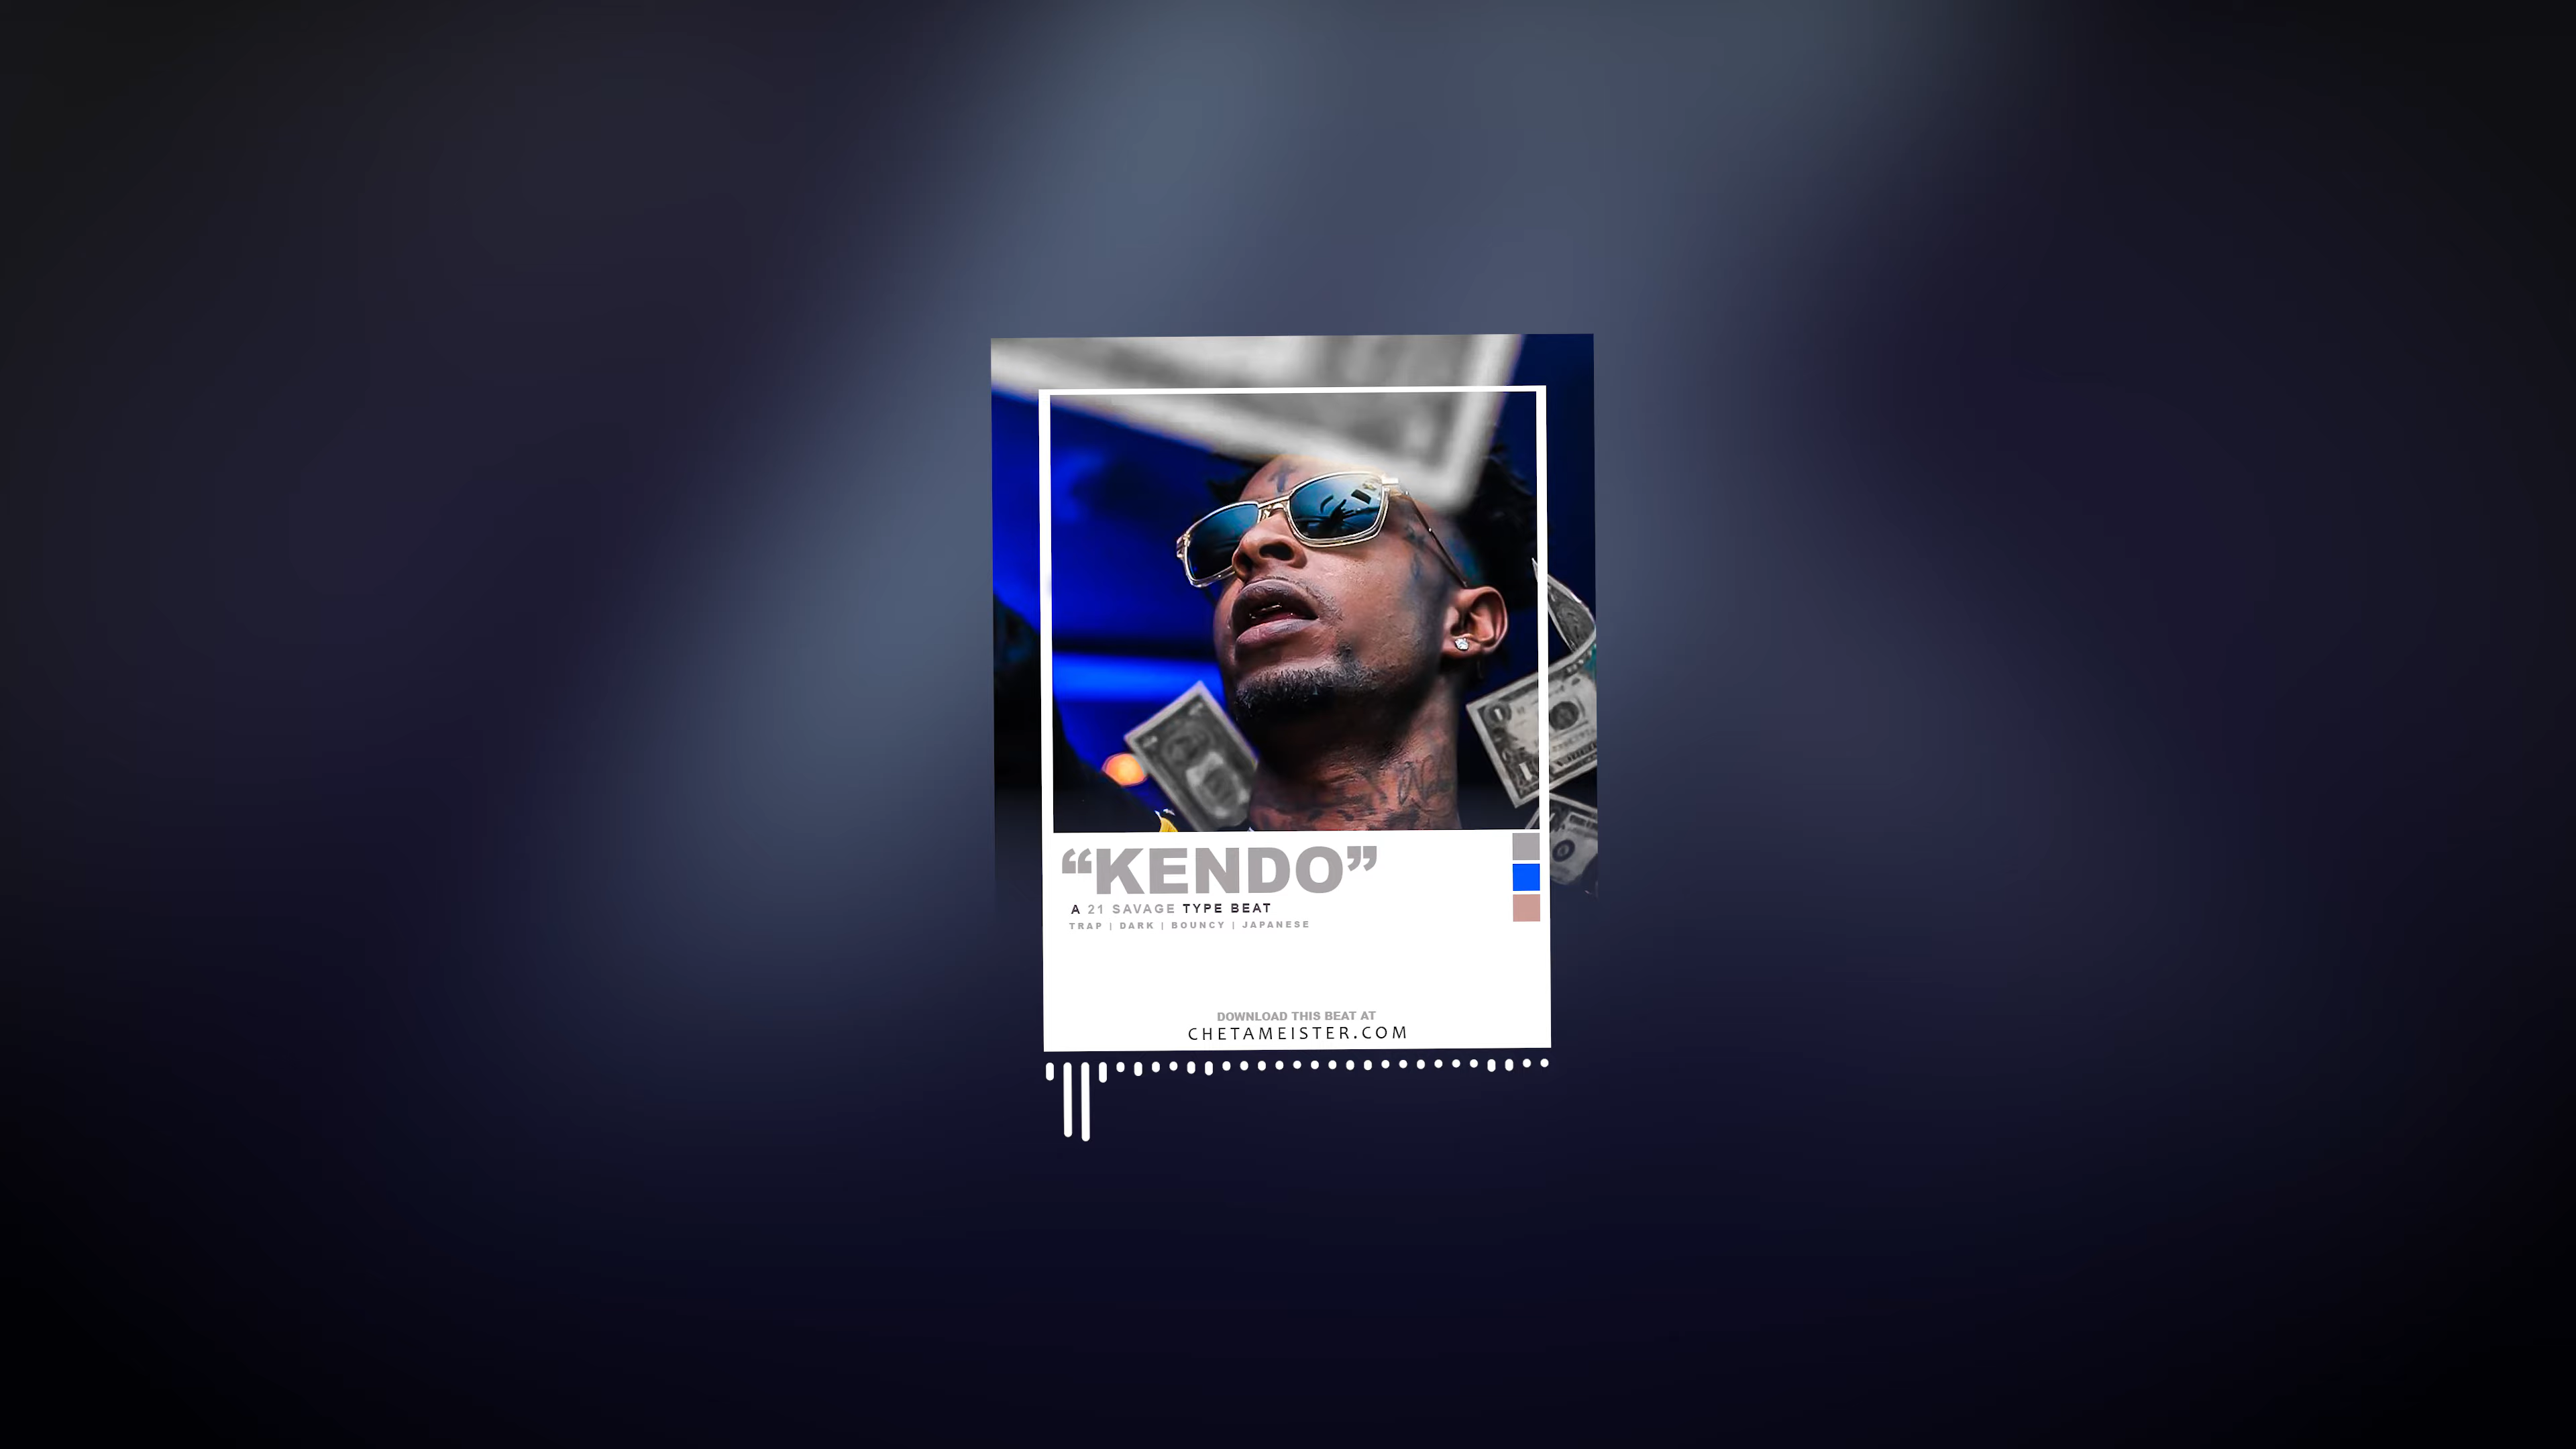 “KENDO”
A 21 SAVAGE TYPE BEAT
TRAP | DARK | BOUNCY | JAPANESE
DOWNLOAD THIS BEAT AT
CHETAMEISTER.COM